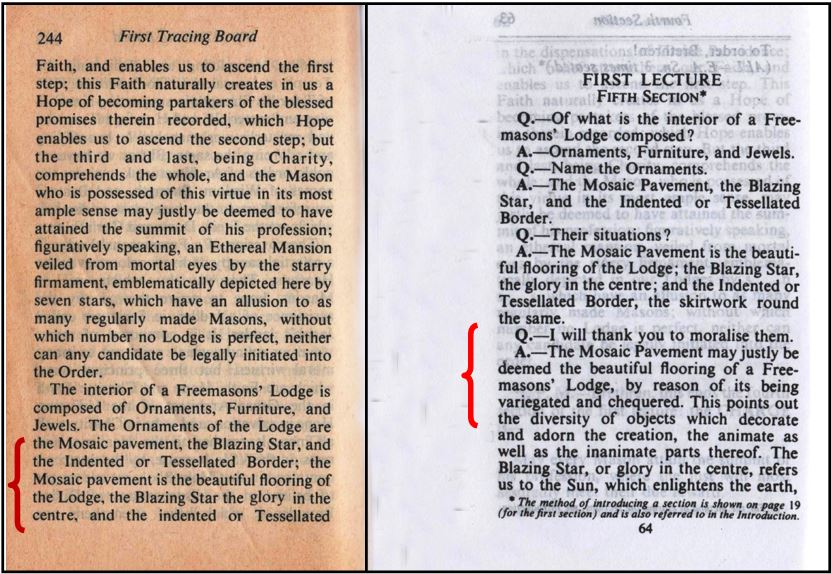 244 First Tracing Board
Faith, and enables us to ascend the first
step; this Faith naturally creates in us a
Hope of becoming partakers of the blessed
promises therein recorded, which Hope
enables us to ascend the second step; but
the third and last, being Charity,
comprehends the whole, and the Mason
who is possessed of this virtue in its most
ample sense may justly be deemed to have
attained the summit of his profession;
figuratively speaking, an Ethereal Mansion
veiled from mortal eyes by the starry
firmament, emblematically depicted here by
seven stars, which have an allusion to as
many regularly made Masons, without
which number no Lodge is perfect, neither
can any candidate be legally initiated into
the Order.
The interior of a Freemasons' Lodge is
composed of Ornaments, Furniture, and
Jewels. The Ornaments of the Lodge are
the Mosaic pavement, the Blazing Star, and
the Indented or Tessellated Border; the
Mosaic pavement is the beautiful flooring of
the Lodge, the Blazing Star the glory in the
centre, and the indented or Tessellated
63 Fourth Section
To order, Brethren!
FIRST LECTURE
FIFTH SECTION*
Q.—Of what is the interior of a Free-
masons' Lodge composed?
A.—Ornaments, Furniture, and Jewels.
Q.—Name the Ornaments.
A.—The Mosaic Pavement, the Blazing
Star, and the Indented or Tessellated
Border.
Q.—Their situations?
A.—The Mosaic Pavement is the beauti-
ful flooring of the Lodge; the Blazing Star,
the glory in the centre; and the Indented or
Tessellated Border, the skirtwork round
the same.
Q.—I will thank you to moralise them.
A.—The Mosaic Pavement may justly be
deemed the beautiful flooring of a Free-
masons' Lodge, by reason of its being
variegated and chequered. This points out
the diversity of objects which decorate
and adorn the creation, the animate as
well as the inanimate parts thereof. The
Blazing Star, or glory in the centre, refers
us to the Sun, which enlightens the earth,
* The method of introducing a section is shown on page 19
(for the first section) and is also referred to in the Introduction.
64